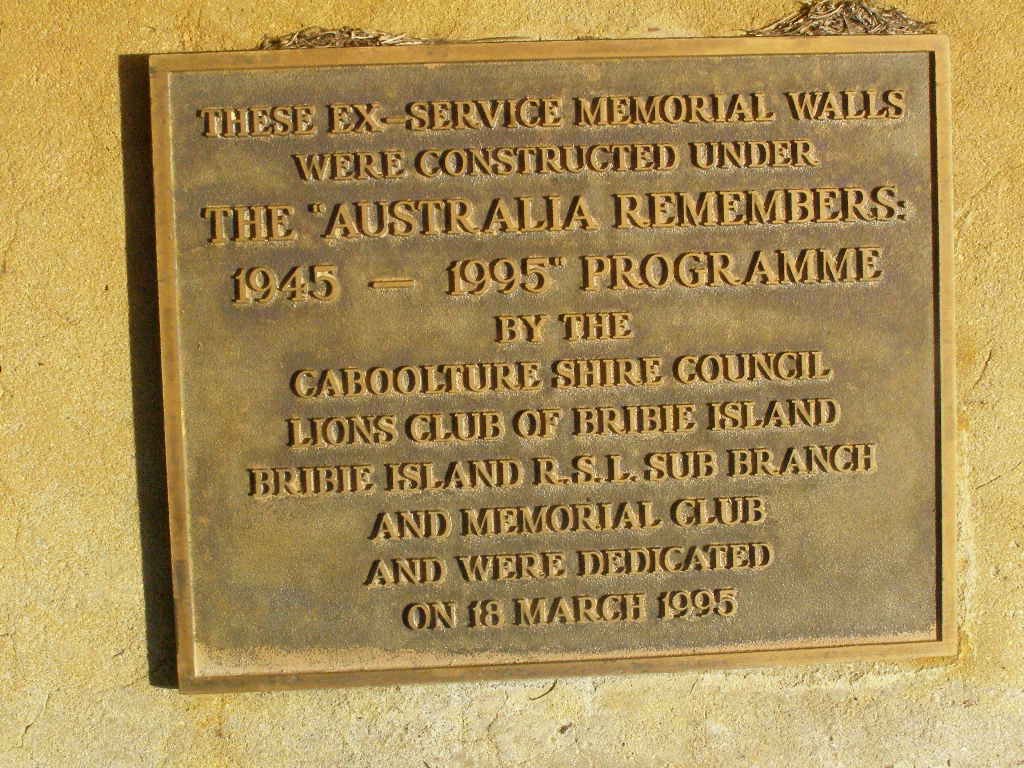 THESE EX-SERVICE MEMORIAL WALLS
WERE CONSTRUCTED UNDER
THE "AUSTRALIA REMEMBERS:
1945 — 1995" PROGRAMME
BY THE
CABOOLTURE SHIRE COUNCIL
LIONS CLUB OF BRIBIE ISLAND
BRIBIE ISLAND R.S.L. SUB BRANCH
AND MEMORIAL CLUB
AND WERE DEDICATED
ON 18 MARCH 1995